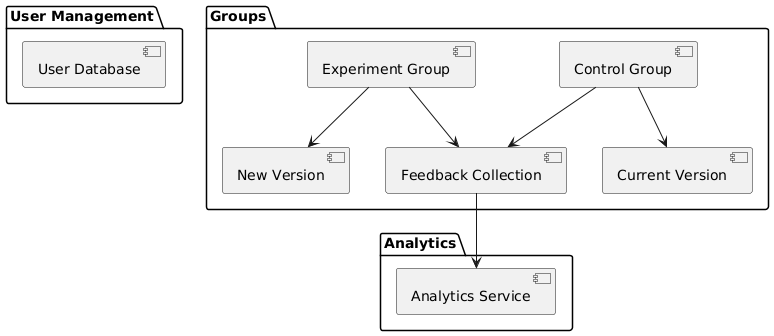 User Management
Groups
User Database
Experiment Group
Control Group
New Version
Feedback Collection
Current Version
Analytics
Analytics Service